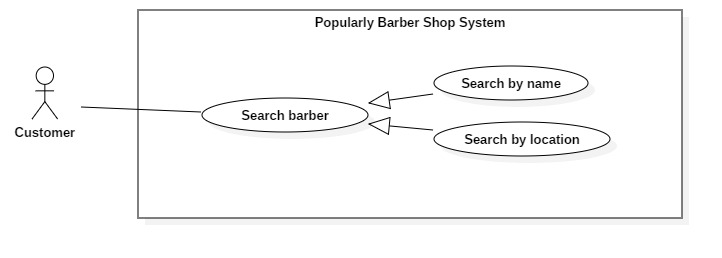 Popularly Barber Shop System
Search by name
Search barber
Customer
Search by location